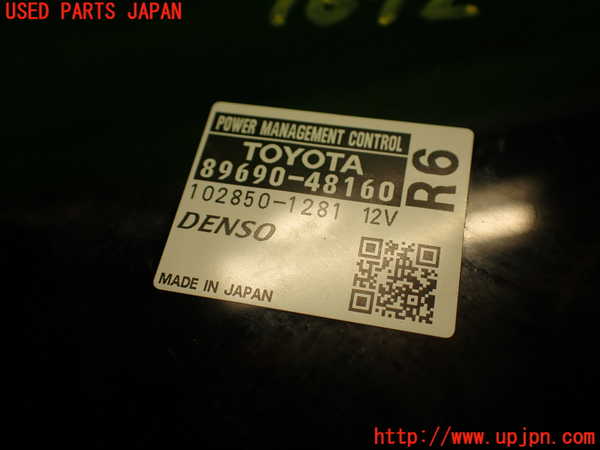 USED PARTS JAPAN
POWER MANAGEMENT CONTROL
TOYOTA
89690-48160
R6
102850-1281 12V
DENSO
MADE IN JAPAN
http://www.upjpn.com